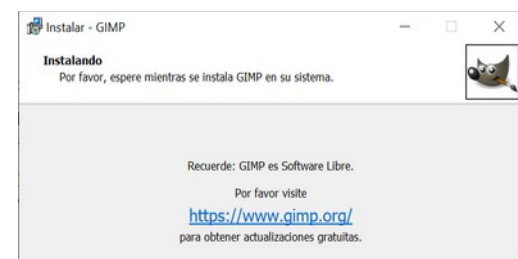 Instalar - GIMP
Instalando
Por favor, espere mientras se instala GIMP en su sistema.
Recuerde: GIMP es Software Libre.
Por favor visite
https://www.gimp.org/
para obtener actualizaciones gratuitas.